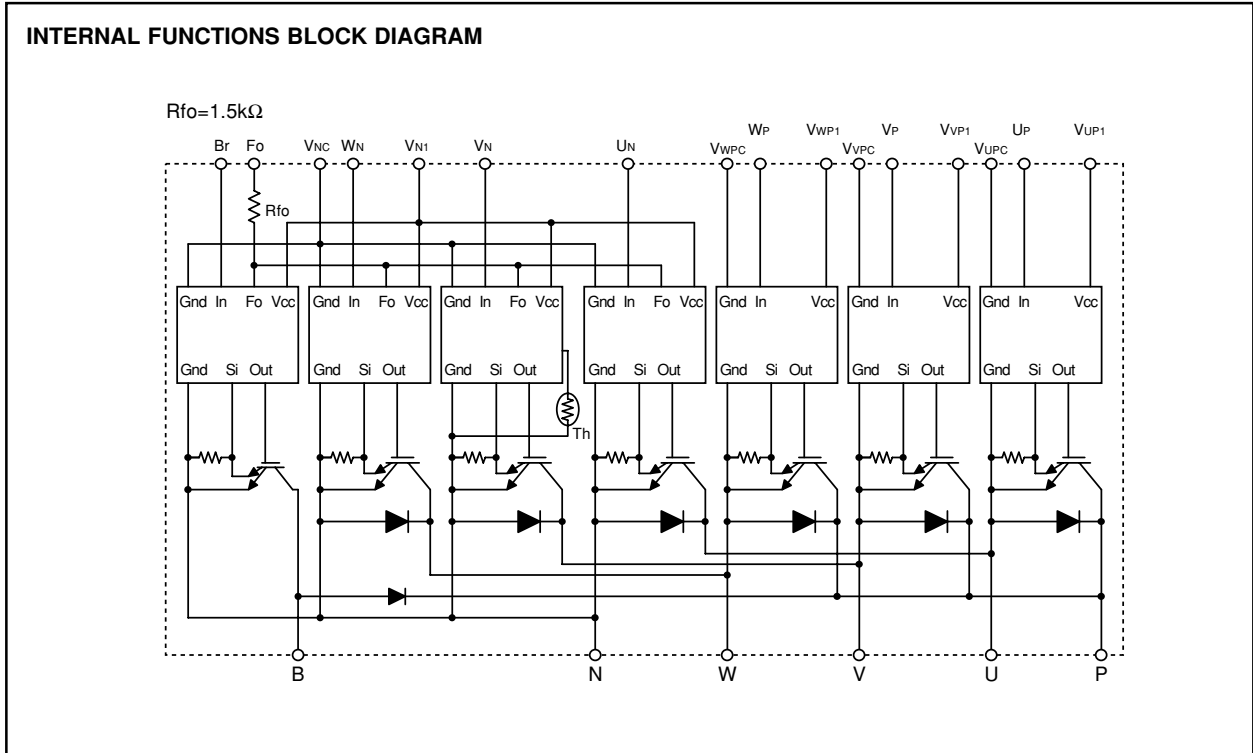 INTERNAL FUNCTIONS BLOCK DIAGRAM
Rfo=1.5kΩ
WP VWP1 VP VVP1 UP VUP1
Br Fo VNC WN VN1 VN UN VWPC VVPC VUPC
Rfo
Gnd In Fo Vcc Gnd In Fo Vcc Gnd In Fo Vcc Gnd In Fo Vcc Gnd In Vcc Gnd In Vcc Gnd In Vcc
Gnd Si Out Gnd Si Out Gnd Si Out Gnd Si Out Gnd Si Out Gnd Si Out Gnd Si Out
Th
B N W V U P